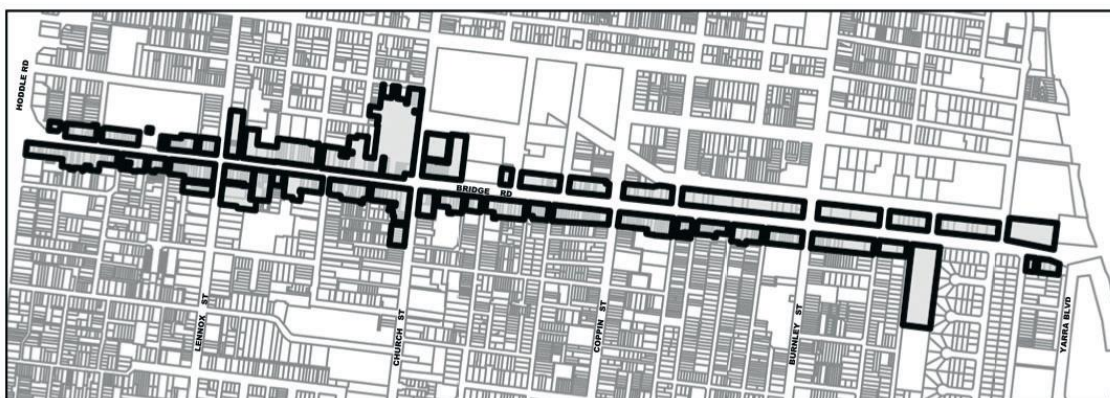 HODDLE RD
BRIDGE RD
LENNOX ST
CHURCH ST
COPPIN ST
BURNLEY ST
YARRA BLVD